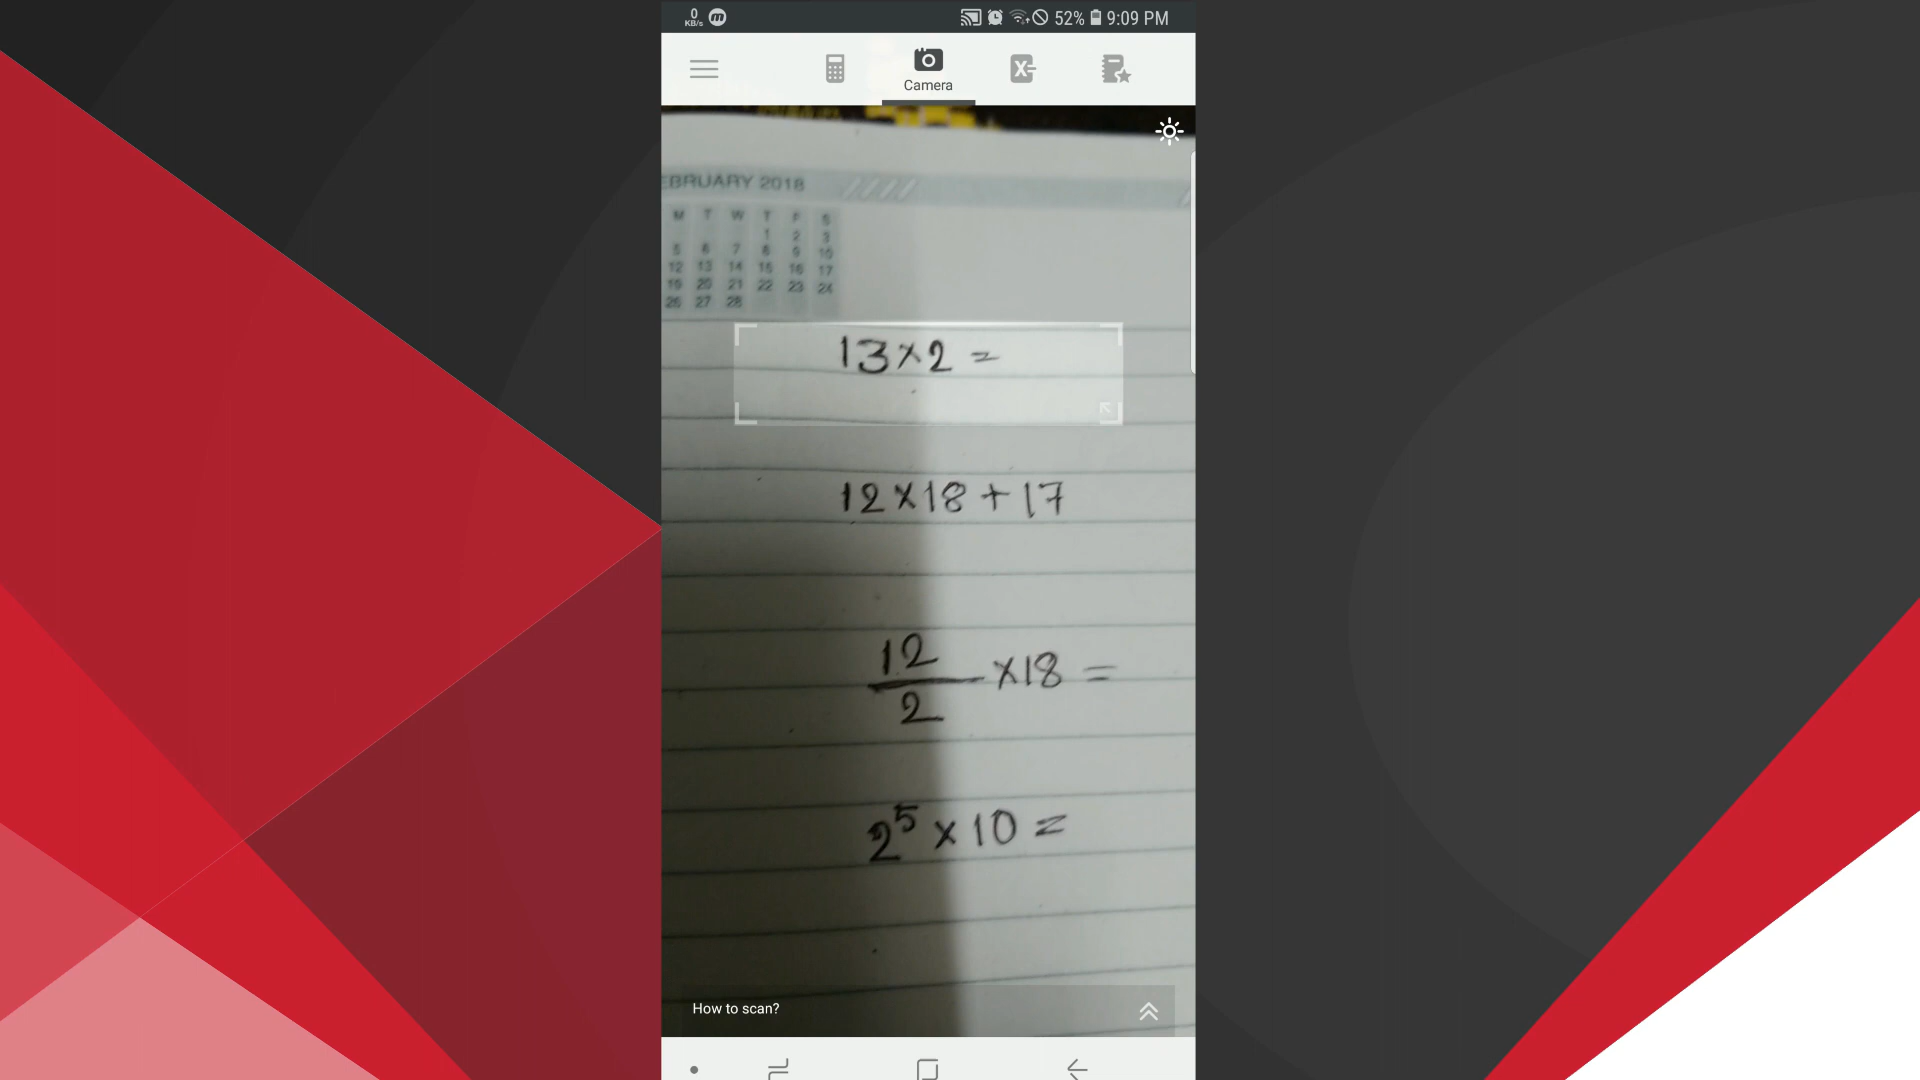 0
KB/s
52% 9:09 PM
Camera
EBRUARY 2018
M T W T F S
1 2 3
5 6 7 8 9 10
12 13 14 15 16 17
19 20 21 22 23 24
26 27 28
13×2 =
12×18+17
12
2
×18 =
2⁵×10=
How to scan?